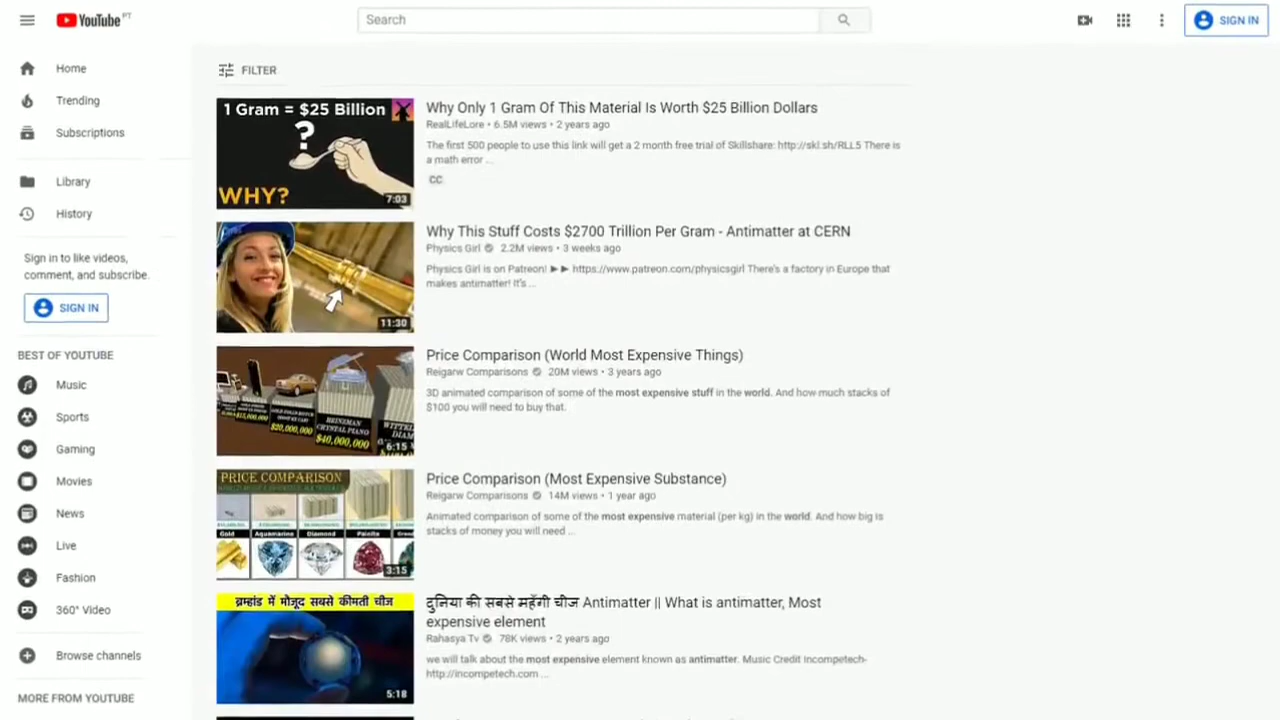 YouTube PT
Search
SIGN IN
Home
Trending
Subscriptions
Library
History
Sign in to like videos,
comment, and subscribe.
SIGN IN
BEST OF YOUTUBE
Music
Sports
Gaming
Movies
News
Live
Fashion
360° Video
Browse channels
MORE FROM YOUTUBE
FILTER
1 Gram = $25 Billion
?
WHY?
7:03
Why Only 1 Gram Of This Material Is Worth $25 Billion Dollars
RealLifeLore • 6.5M views • 2 years ago
The first 500 people to use this link will get a 2 month free trial of Skillshare: http://skl.sh/RLL5 There is
a math error ...
CC
11:30
Why This Stuff Costs $2700 Trillion Per Gram - Antimatter at CERN
Physics Girl 2.2M views • 3 weeks ago
Physics Girl is on Patreon! ►► https://www.patreon.com/physicsgirl There's a factory in Europe that
makes antimatter! It's ...
$20,000,000
BEINEMAN
CRYSTAL PIANO
$40,000,000
6:15
Price Comparison (World Most Expensive Things)
Reigarw Comparisons 20M views • 3 years ago
3D animated comparison of some of the most expensive stuff in the world. And how much stacks of
$100 you will need to buy that.
PRICE COMPARISON
Gold Aquamarine Diamond Painite
3:15
Price Comparison (Most Expensive Substance)
Reigarw Comparisons 14M views • 1 year ago
Animated comparison of some of the most expensive material (per kg) in the world. And how big is
stacks of money you will need ...
ब्रम्हांड में मौजूद सबसे कीमती चीज
5:18
दुनिया की सबसे महेंगी चीज Antimatter || What is antimatter, Most
expensive element
Rahasya Tv 78K views • 2 years ago
we will talk about the most expensive element known as antimatter. Music Credit Incompetech-
http://incompetech.com ...